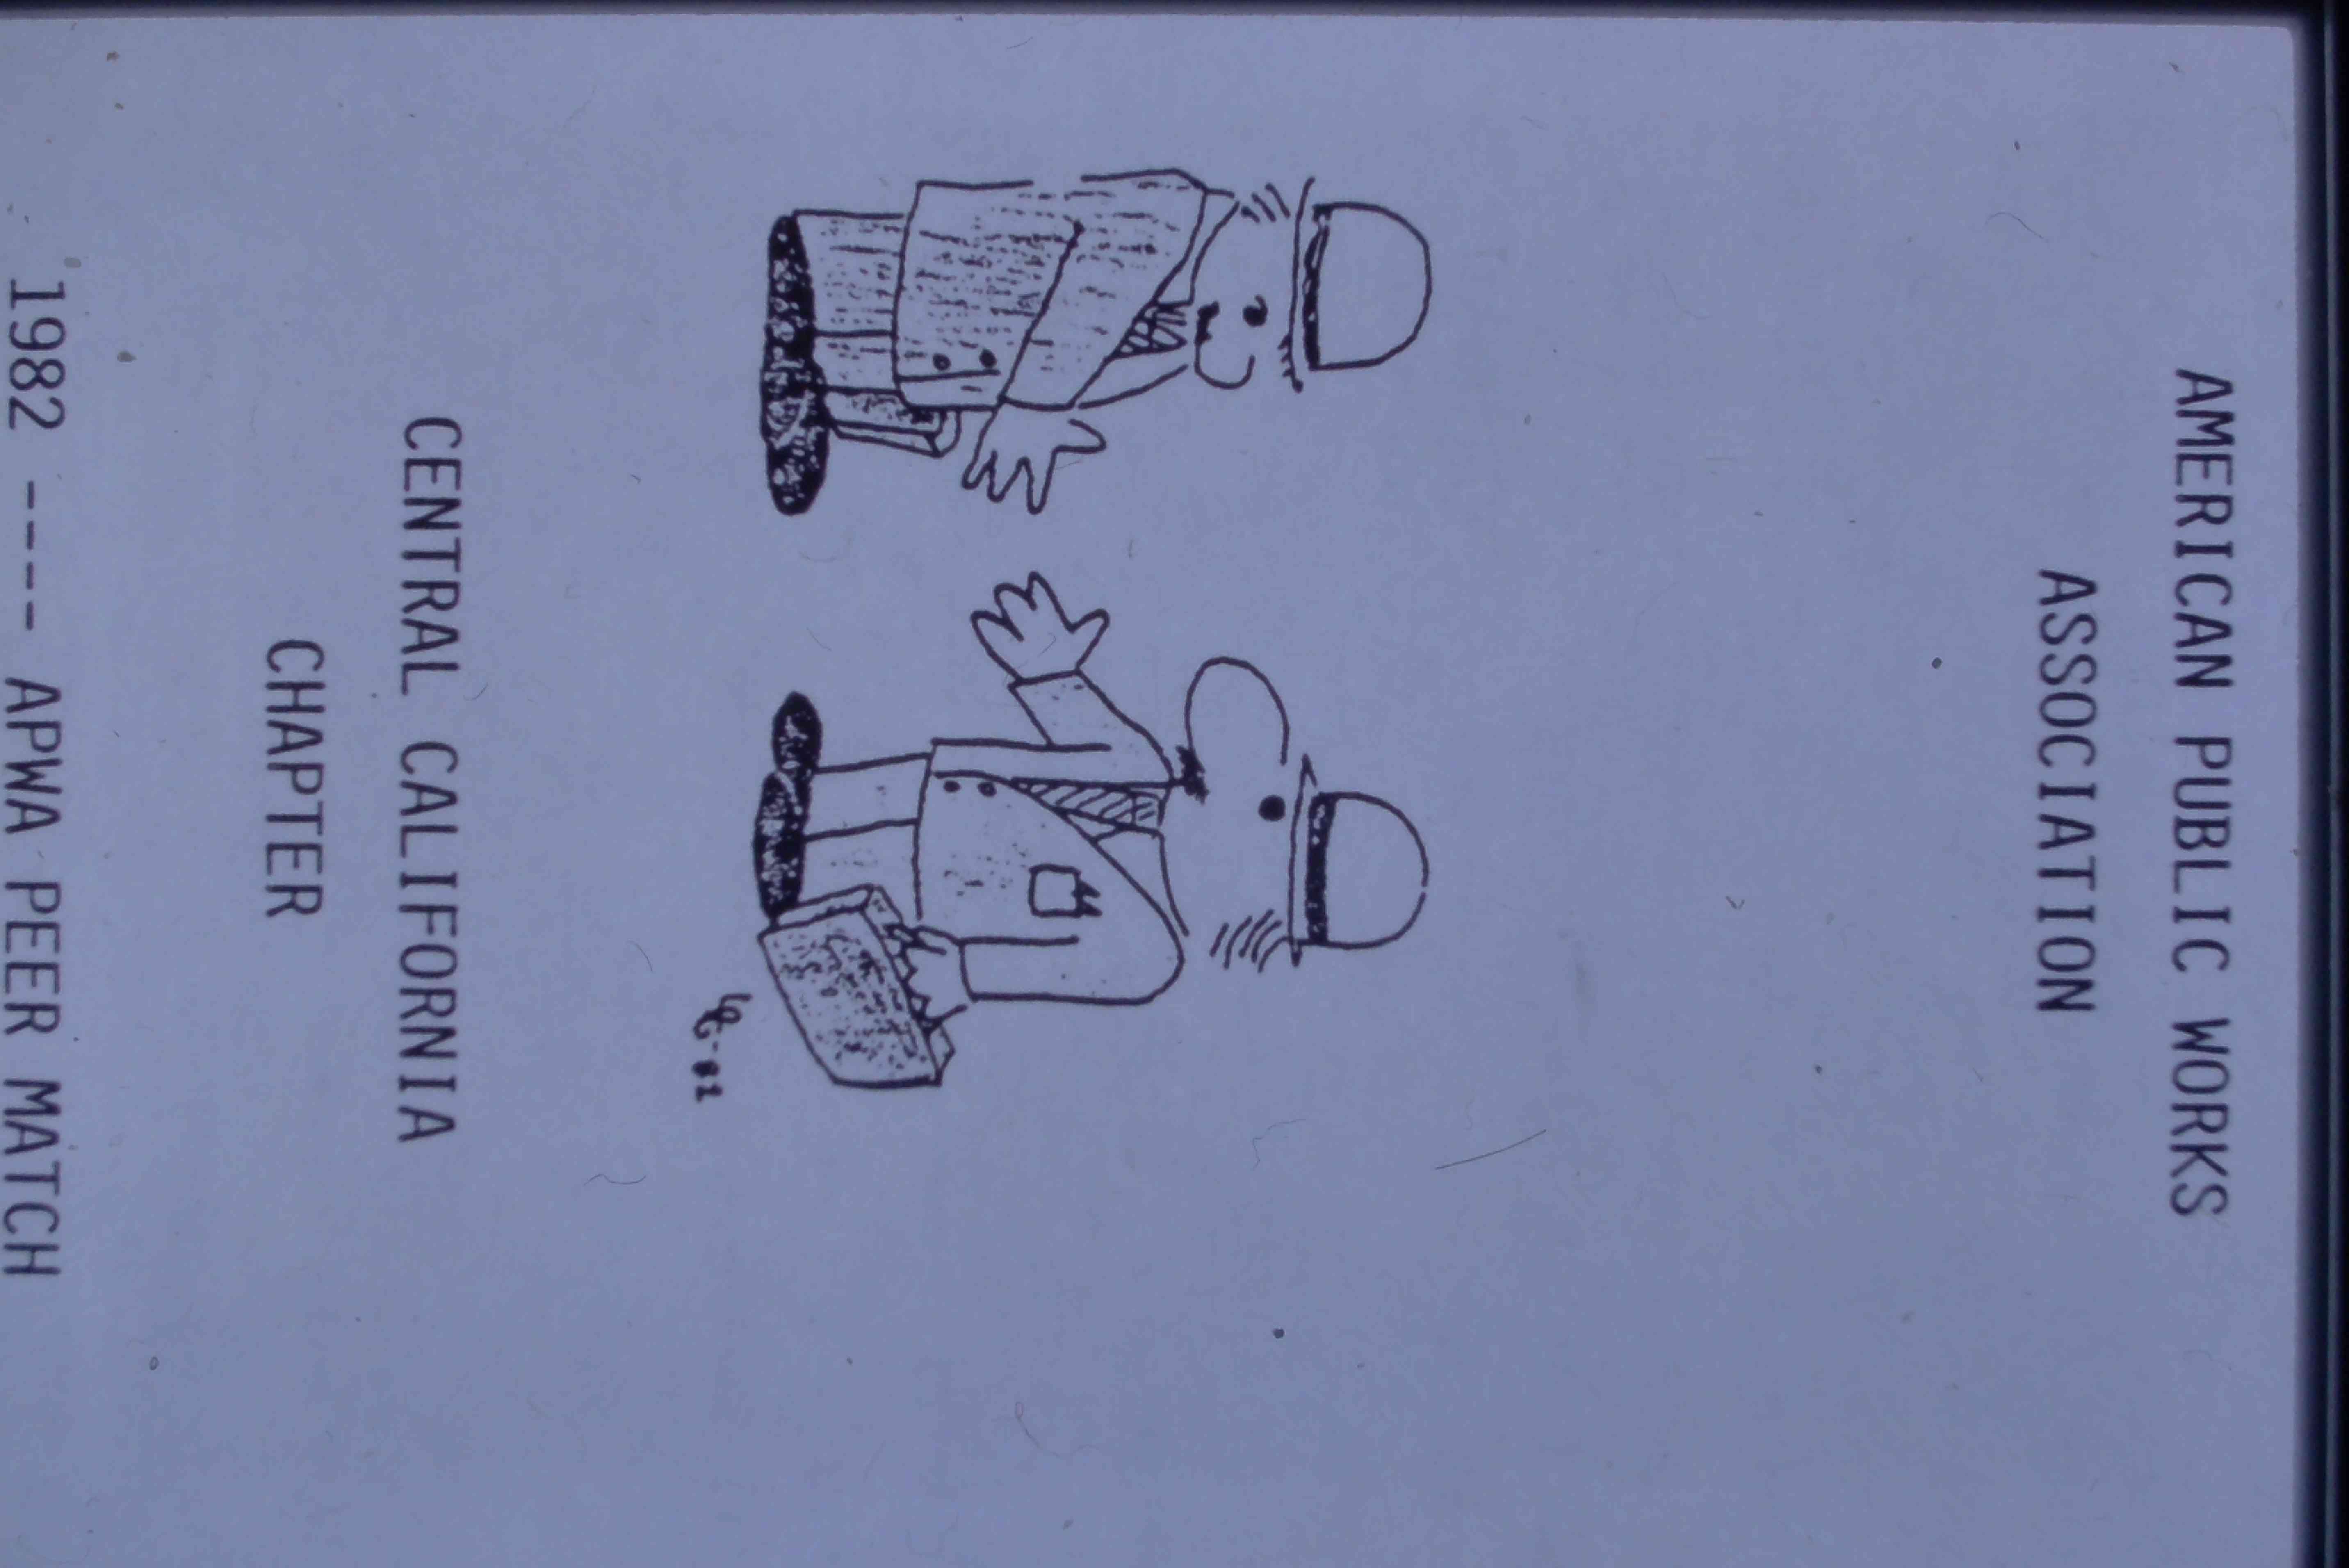 AMERICAN PUBLIC WORKS
ASSOCIATION
CENTRAL CALIFORNIA
CHAPTER
1982 ---- APWA PEER MATCH